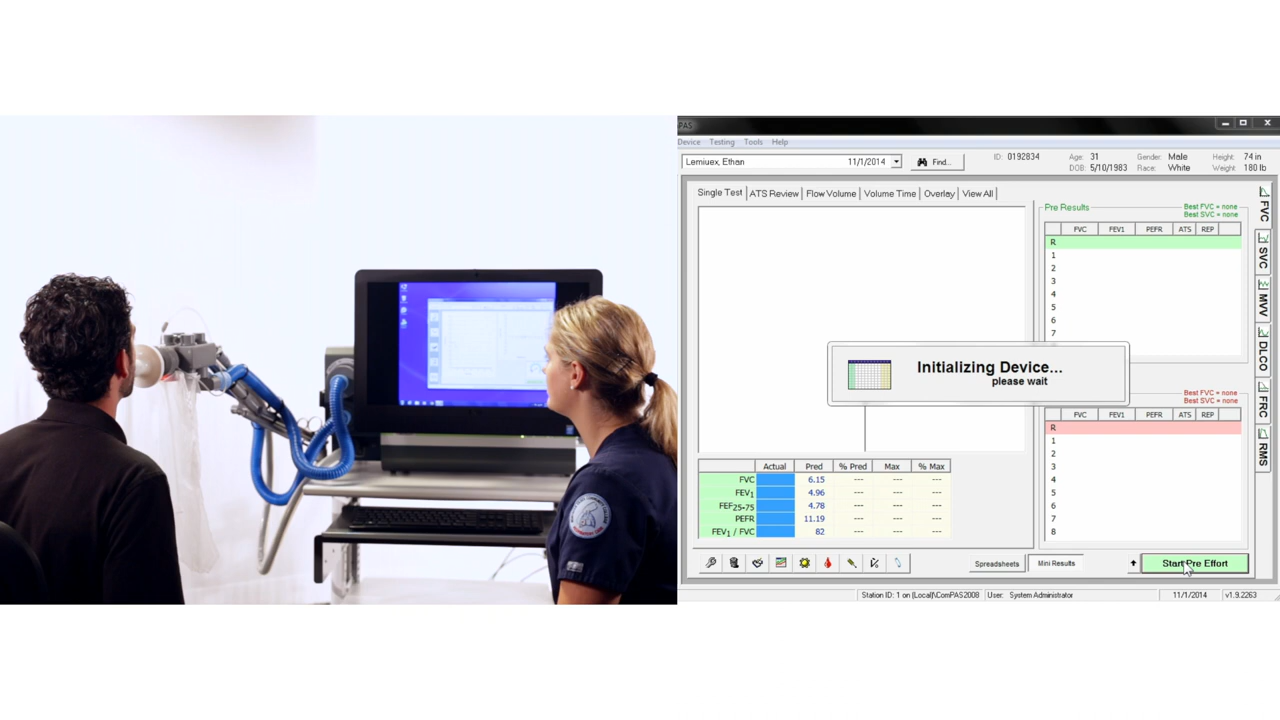 PAS
Device Testing Tools Help
Lemiuex, Ethan 11/1/2014 Find... ID: 0192834 Age: 31 Gender: Male Height: 74 in
DOB: 5/10/1983 Race: White Weight 180 lb
Single Test ATS Review Flow Volume Volume Time Overlay View All
Pre Results Best FVC = none
Best SVC = none
FVC FEV1 PEFR ATS REP
R
1
2
3
4
5
6
7
Initializing Device...
please wait
Best FVC = none
Best SVC = none
FVC FEV1 PEFR ATS REP
R
1
2
3
4
5
6
7
8
Actual Pred % Pred Max % Max
FVC 6.15 --- --- ---
FEV1 4.96 --- --- ---
FEF25-75 4.78 --- --- ---
PEFR 11.19 --- --- ---
FEV1 / FVC 82 --- --- ---
FVC
SVC
MVV
DLCO
FRC
RMS
Spreadsheets Mini Results Start Pre Effort
Station ID: 1 on (Local)\ComPAS2008 User: System Administrator 11/1/2014 v1.9.2263